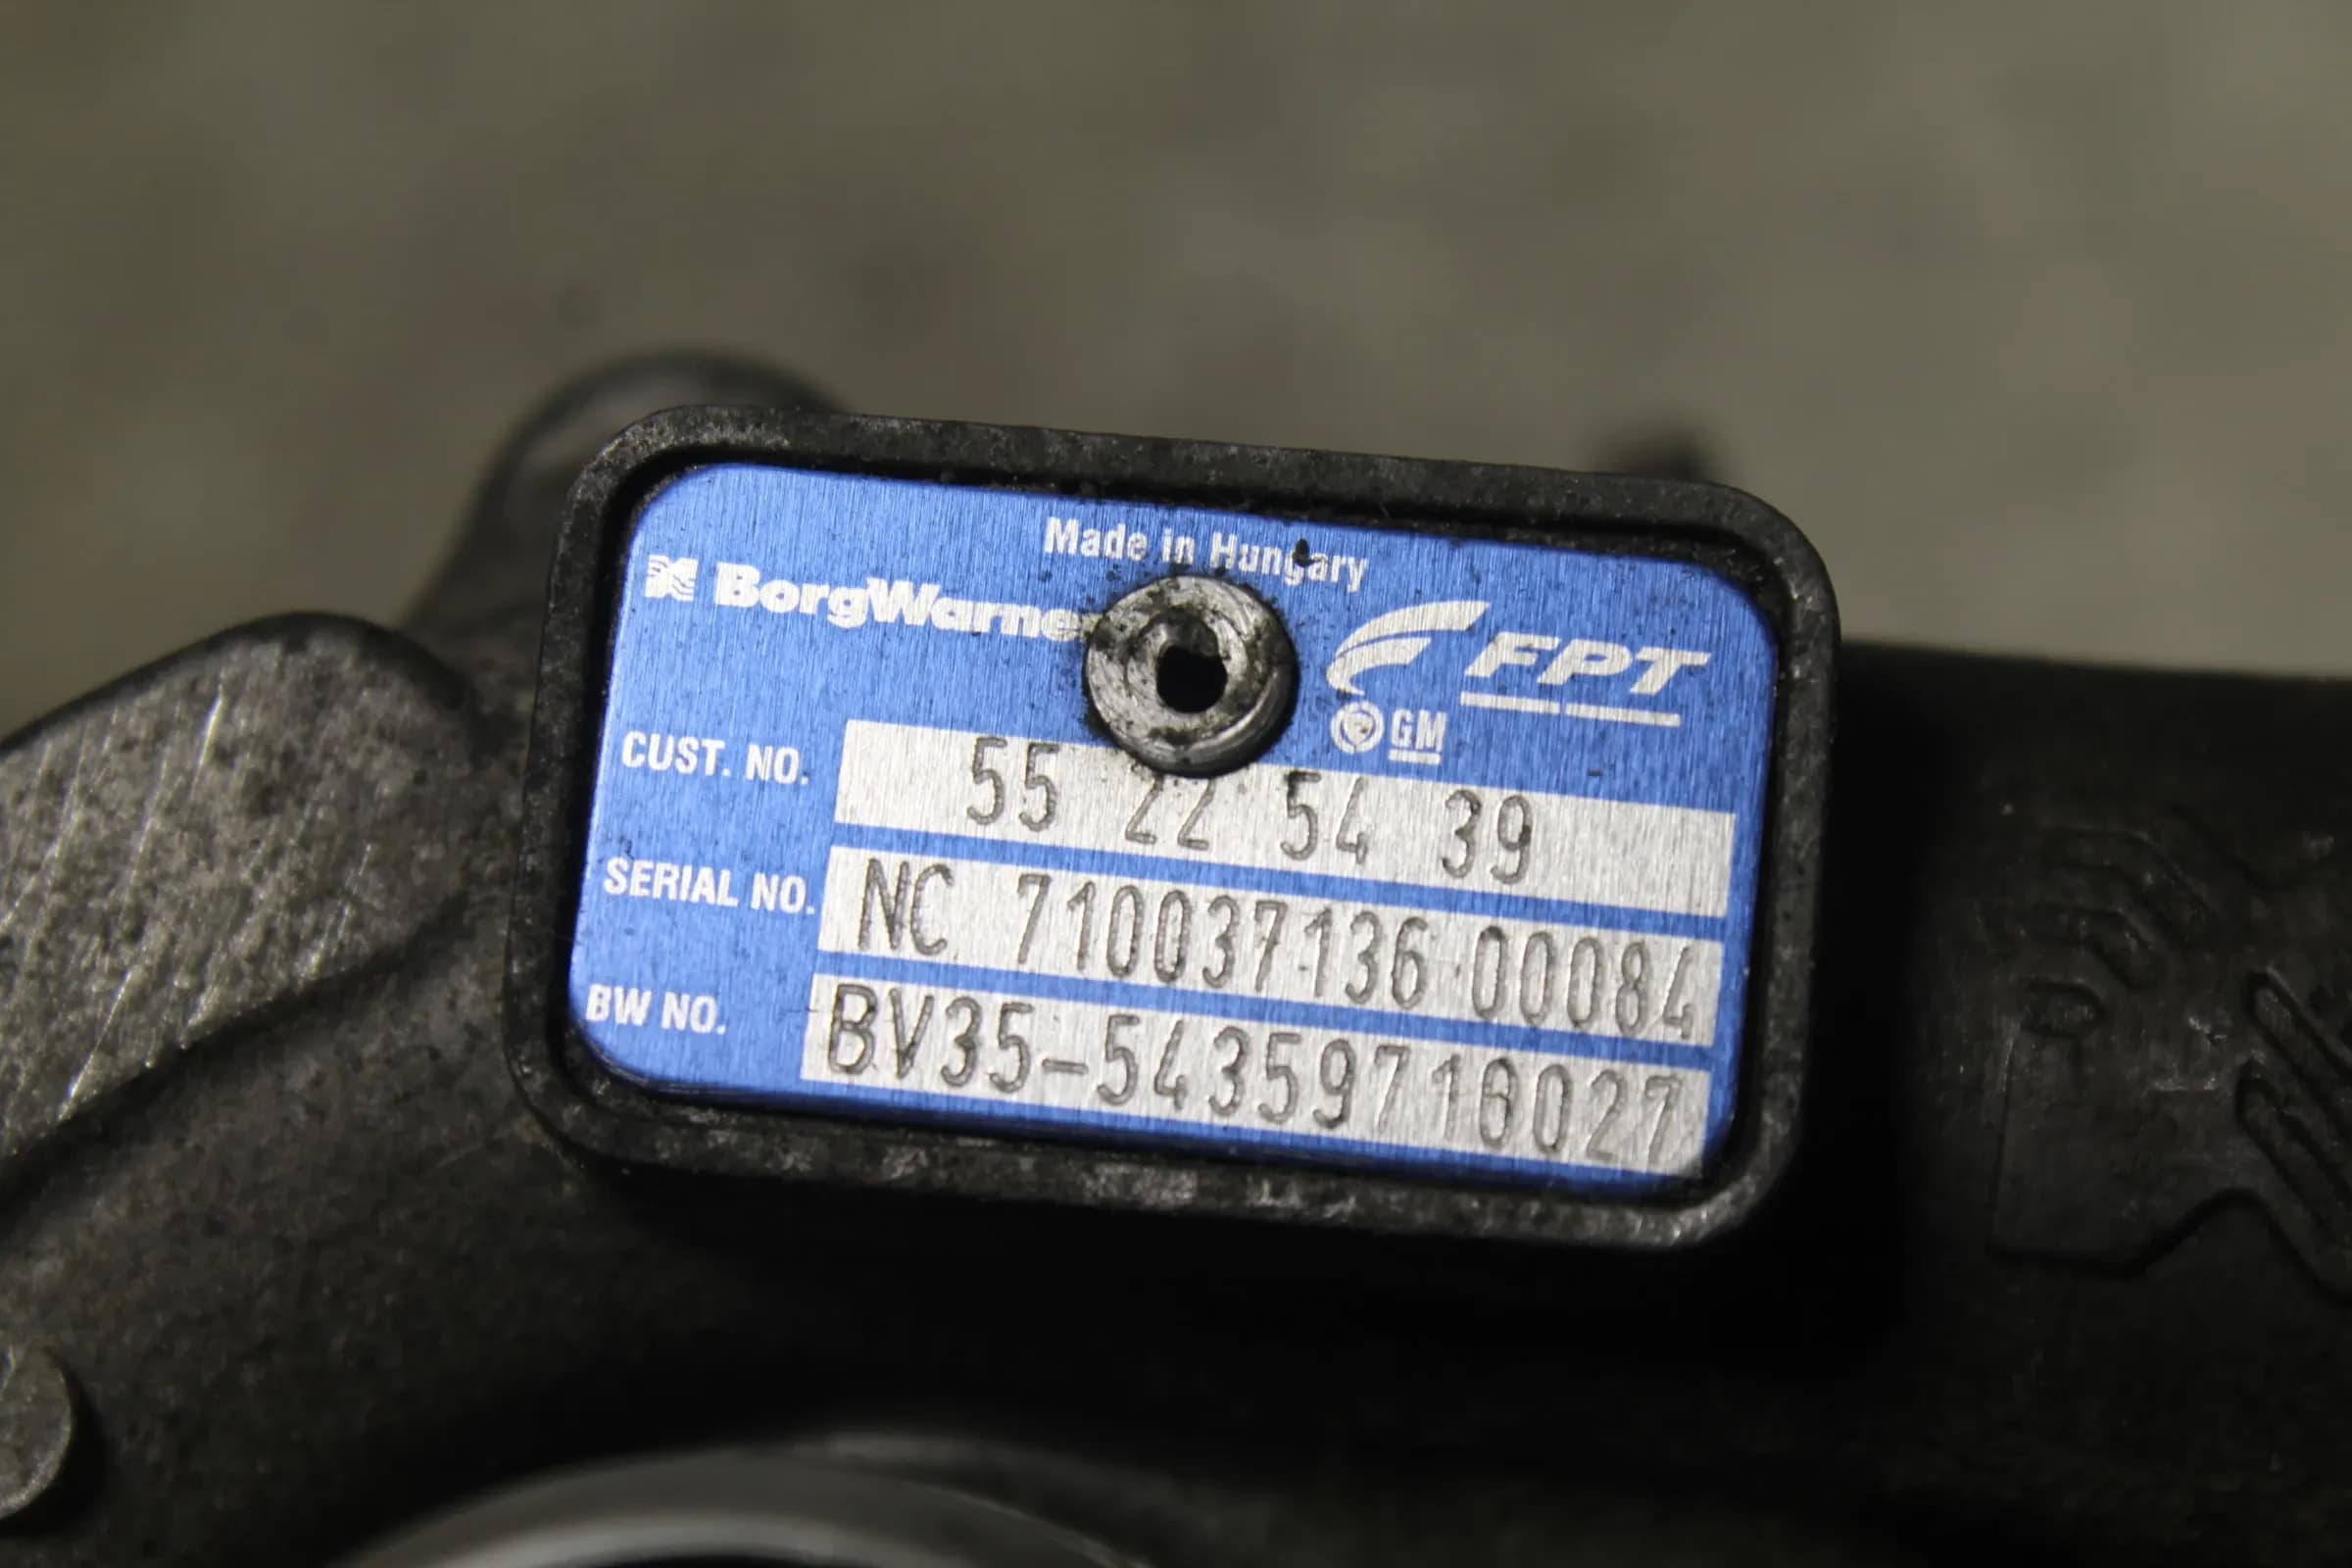 Made in Hungary
BorgWarner
FPT
GM
CUST. NO. 55 22 54 39
SERIAL NO. NC 710037136 00084
BW NO. BV35-54359716027